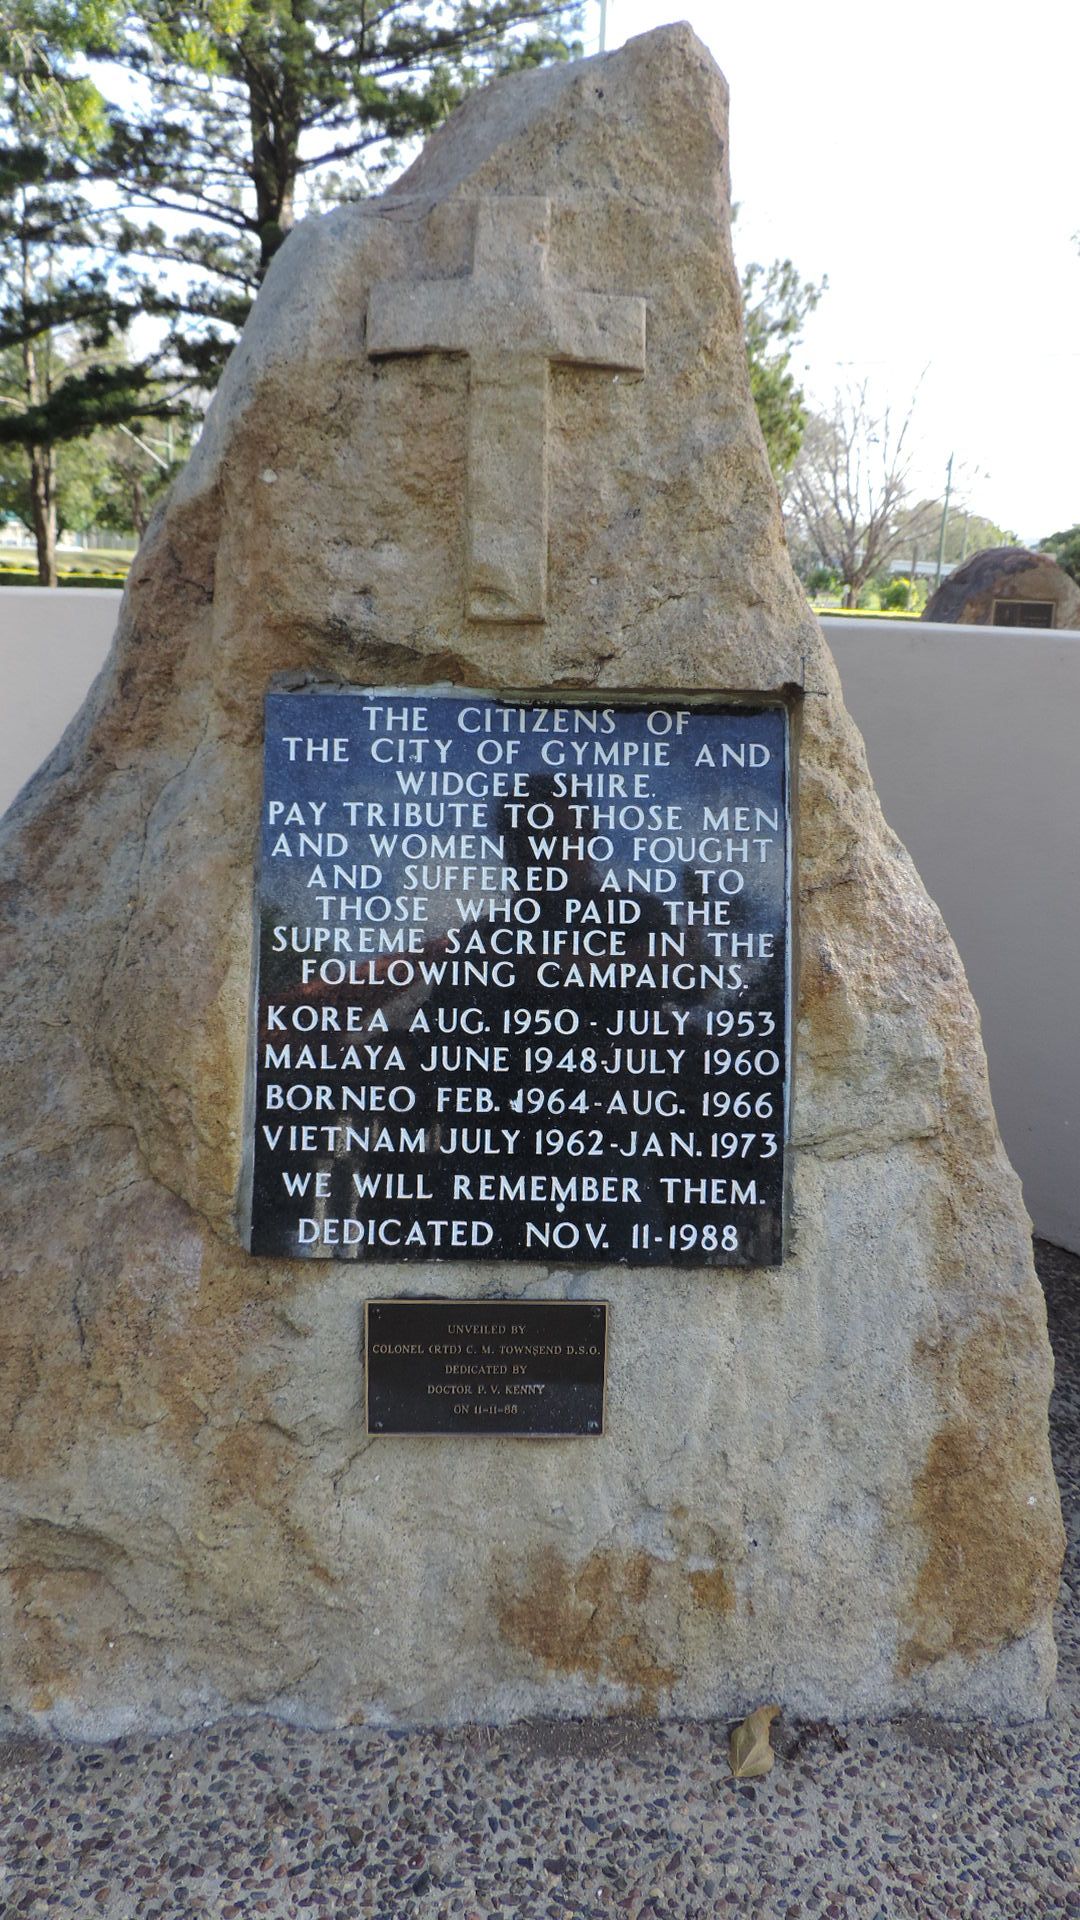 THE CITIZENS OF
THE CITY OF GYMPIE AND
WIDGEE SHIRE.
PAY TRIBUTE TO THOSE MEN
AND WOMEN WHO FOUGHT
AND SUFFERED AND TO
THOSE WHO PAID THE
SUPREME SACRIFICE IN THE
FOLLOWING CAMPAIGNS.
KOREA AUG. 1950 - JULY 1953
MALAYA JUNE 1948-JULY 1960
BORNEO FEB. 1964-AUG. 1966
VIETNAM JULY 1962-JAN. 1973
WE WILL REMEMBER THEM.
DEDICATED NOV. 11-1988
UNVEILED BY
COLONEL (RTD) C. M. TOWNSEND D.S.O.
DEDICATED BY
DOCTOR P. V. KENNY
ON 11-11-88